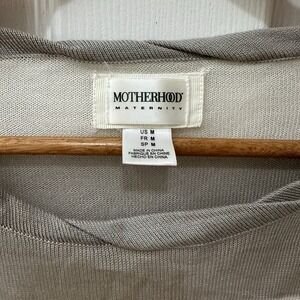 MOTHERHOOD
MATERNITY
US M
FR M
SP M
MADE IN CHINA
FABRIQUÉ EN CHINE
HECHO EN CHINA